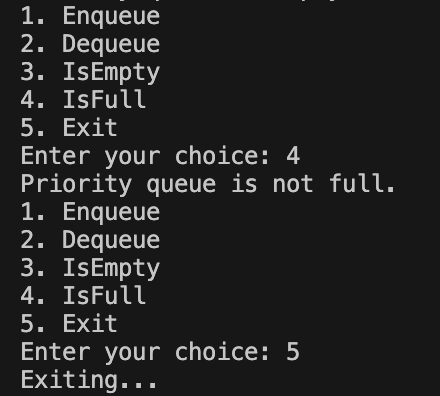 1. Enqueue
2. Dequeue
3. IsEmpty
4. IsFull
5. Exit
Enter your choice: 4
Priority queue is not full.
1. Enqueue
2. Dequeue
3. IsEmpty
4. IsFull
5. Exit
Enter your choice: 5
Exiting...